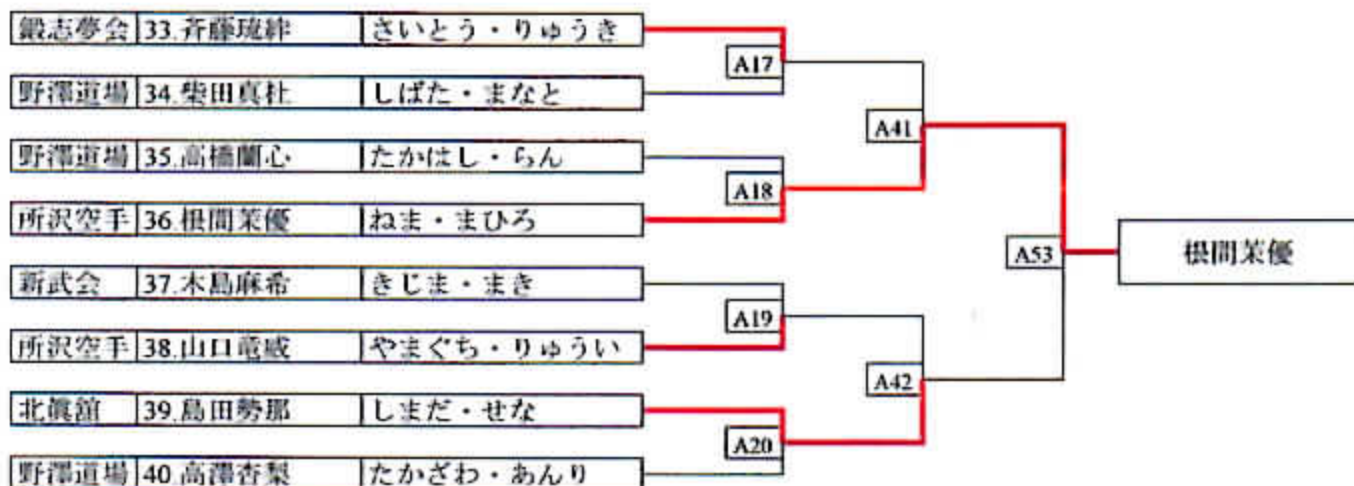 鍛志夢会 33.斉藤琉絆 さいとう・りゅうき
野澤道場 34.柴田真杜 しばた・まなと
野澤道場 35.高橋蘭心 たかはし・らん
所沢空手 36.根間茉優 ねま・まひろ
新武会 37.木島麻希 きじま・まき
所沢空手 38.山口竜威 やまぐち・りゅうい
北眞舘 39.島田勢那 しまだ・せな
野澤道場 40.高澤杏梨 たかざわ・あんり
A17
A18
A19
A20
A41
A42
A53
根間茉優